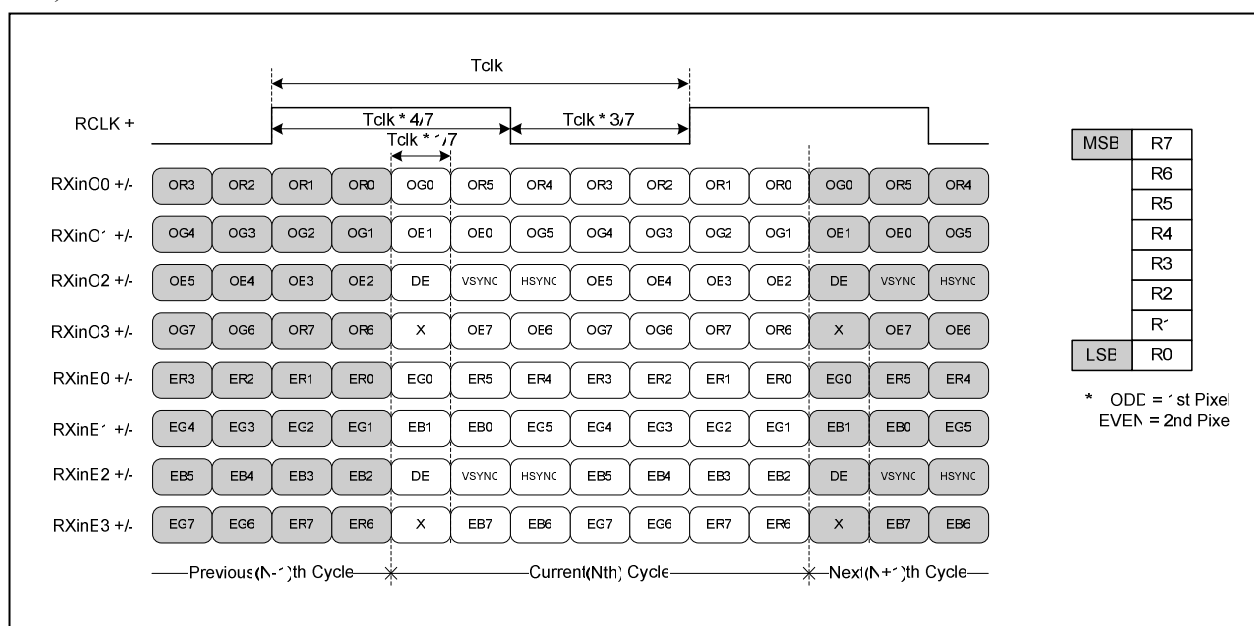 Tclk
RCLK +
Tclk * 4/7 Tclk * 3/7
Tclk * 1/7
RXinO0 +/- OR3 OR2 OR1 OR0 OG0 OR5 OR4 OR3 OR2 OR1 OR0 OG0 OR5 OR4
RXinO1 +/- OG4 OG3 OG2 OG1 OE1 OE0 OG5 OG4 OG3 OG2 OG1 OE1 OE0 OG5
RXinO2 +/- OE5 OE4 OE3 OE2 DE VSYNC HSYNC OE5 OE4 OE3 OE2 DE VSYNC HSYNC
RXinO3 +/- OG7 OG6 OR7 OR6 X OE7 OE6 OG7 OG6 OR7 OR6 X OE7 OE6
RXinE0 +/- ER3 ER2 ER1 ER0 EG0 ER5 ER4 ER3 ER2 ER1 ER0 EG0 ER5 ER4
RXinE1 +/- EG4 EG3 EG2 EG1 EB1 EB0 EG5 EG4 EG3 EG2 EG1 EB1 EB0 EG5
RXinE2 +/- EB5 EB4 EB3 EB2 DE VSYNC HSYNC EB5 EB4 EB3 EB2 DE VSYNC HSYNC
RXinE3 +/- EG7 EG6 ER7 ER6 X EB7 EB6 EG7 EG6 ER7 ER6 X EB7 EB6
Previous(N-1)th Cycle Current(Nth) Cycle Next(N+1)th Cycle
MSB R7
R6
R5
R4
R3
R2
R1
LSB R0
* ODD = 1st Pixel
EVEN = 2nd Pixel